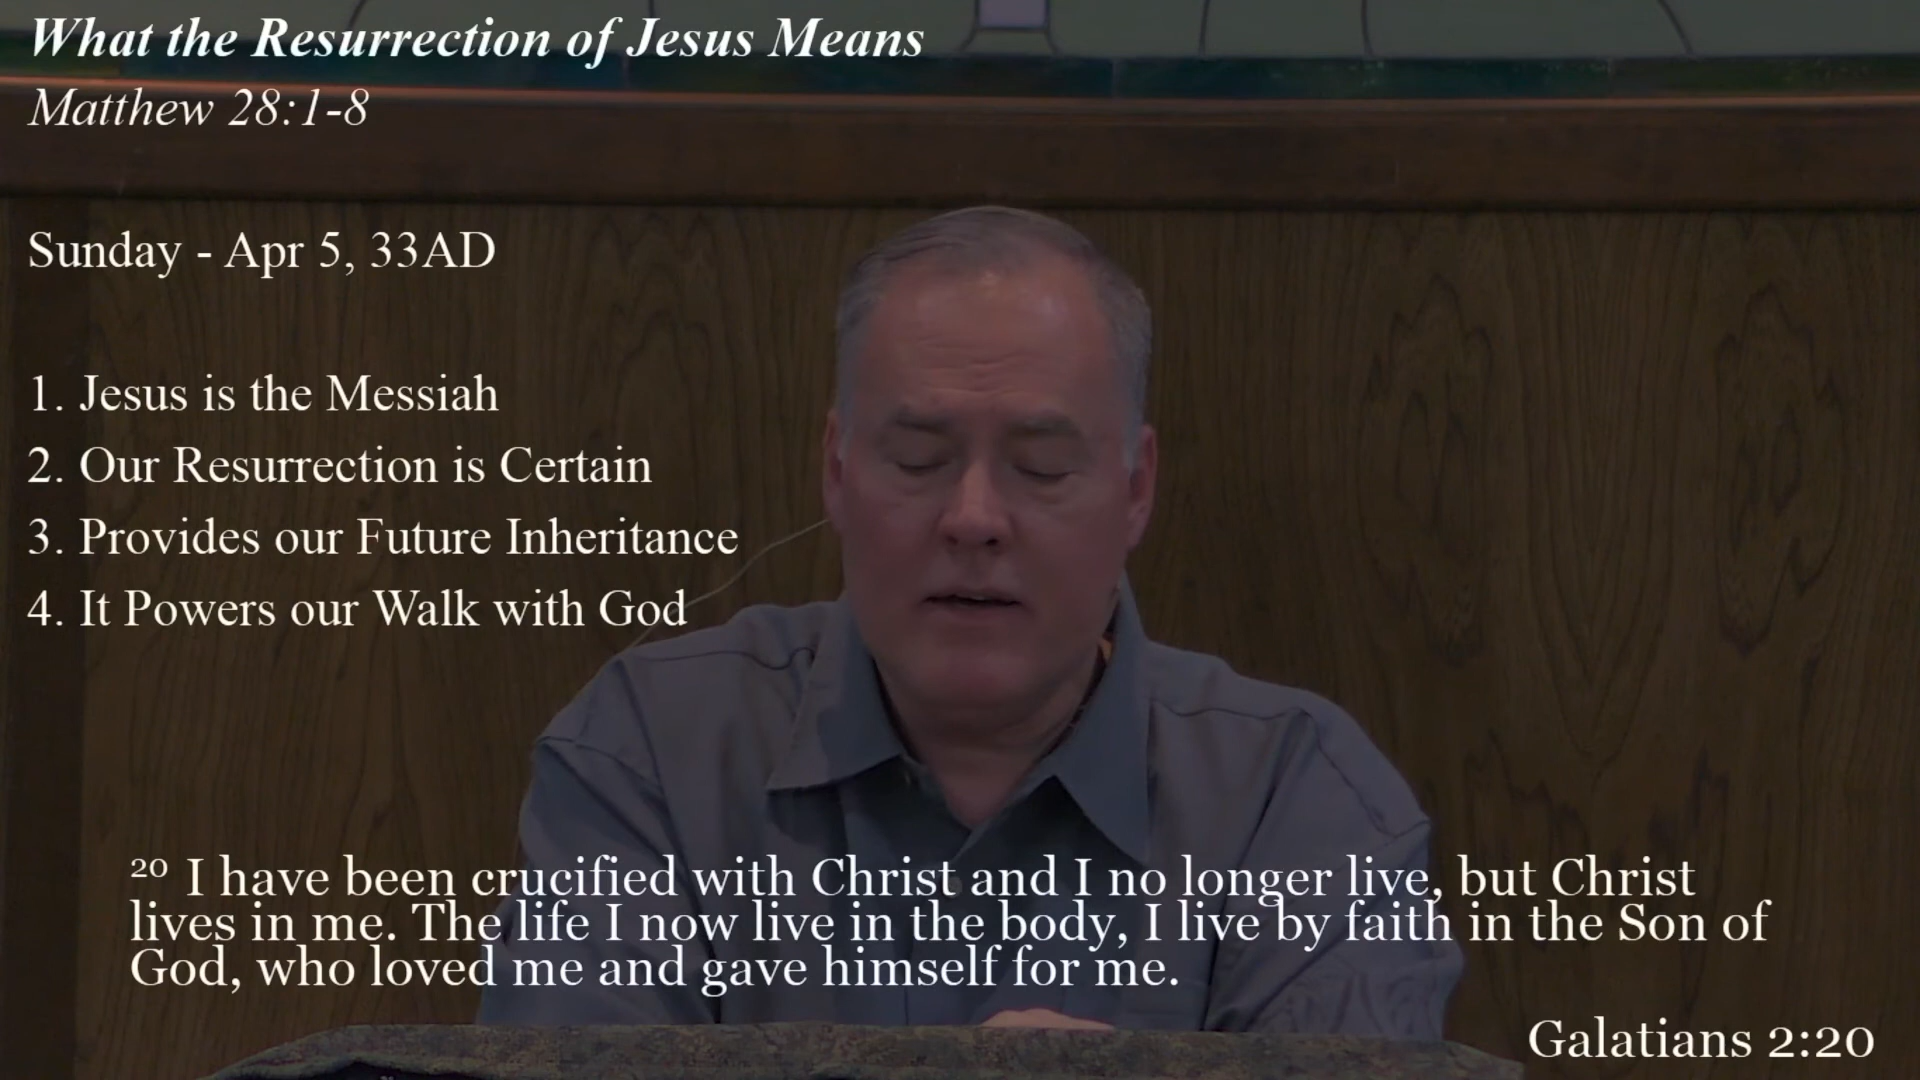 What the Resurrection of Jesus Means
Matthew 28:1-8
Sunday - Apr 5, 33AD
1. Jesus is the Messiah
2. Our Resurrection is Certain
3. Provides our Future Inheritance
4. It Powers our Walk with God
20 I have been crucified with Christ and I no longer live, but Christ
lives in me. The life I now live in the body, I live by faith in the Son of
God, who loved me and gave himself for me.
Galatians 2:20